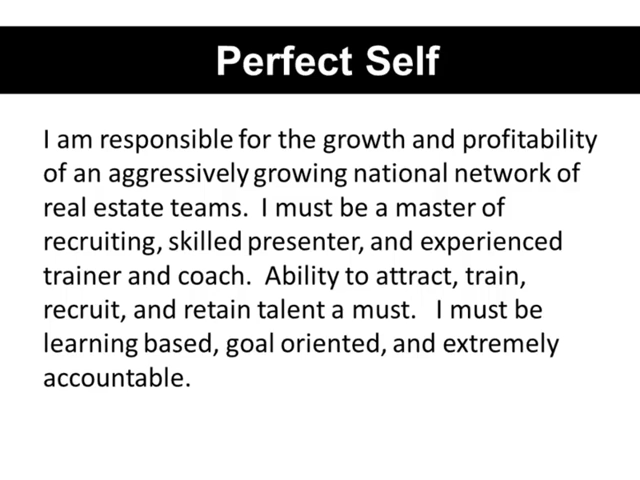 Perfect Self
I am responsible for the growth and profitability
of an aggressively growing national network of
real estate teams.  I must be a master of
recruiting, skilled presenter, and experienced
trainer and coach.  Ability to attract, train,
recruit, and retain talent a must.   I must be
learning based, goal oriented, and extremely
accountable.